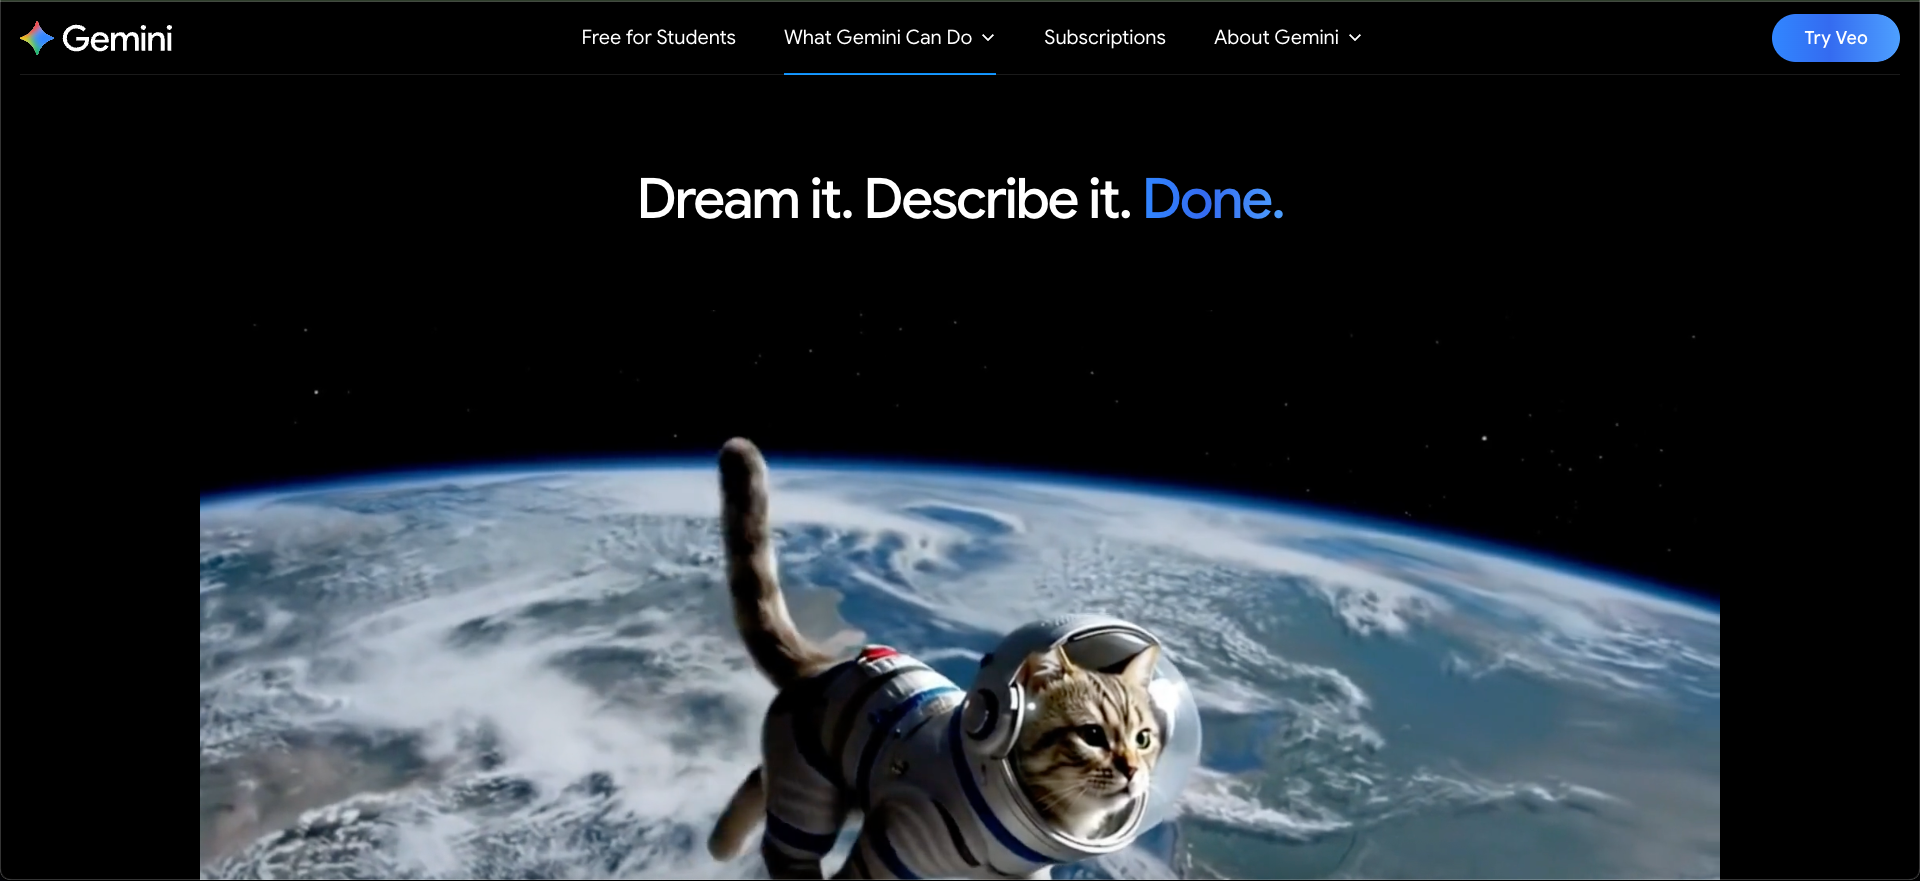 Gemini
Free for Students
What Gemini Can Do
Subscriptions
About Gemini
Try Veo
Dream it. Describe it. Done.